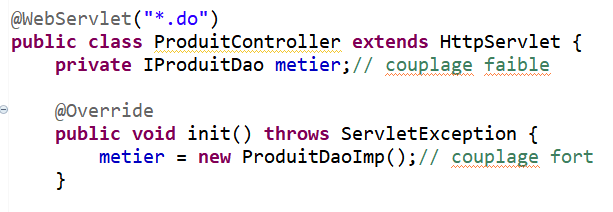 @WebServlet("*.do")
public class ProduitController extends HttpServlet {
    private IProduitDao metier;// couplage faible
    @Override
    public void init() throws ServletException {
        metier = new ProduitDaoImp();// couplage fort
    }